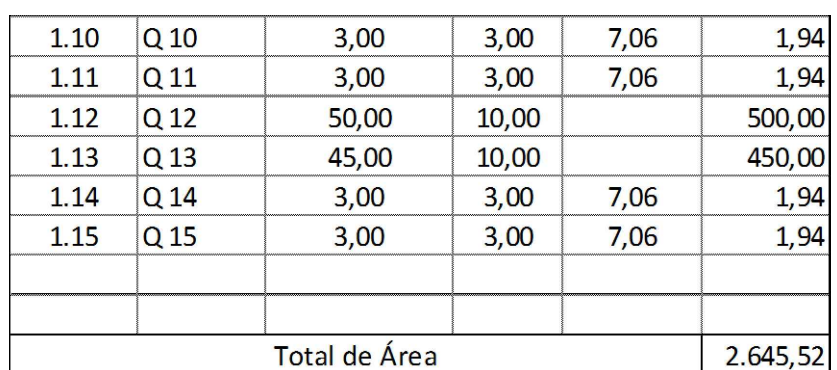 1.10 Q 10 3,00 3,00 7,06 1,94
1.11 Q 11 3,00 3,00 7,06 1,94
1.12 Q 12 50,00 10,00 500,00
1.13 Q 13 45,00 10,00 450,00
1.14 Q 14 3,00 3,00 7,06 1,94
1.15 Q 15 3,00 3,00 7,06 1,94
Total de Área 2.645,52